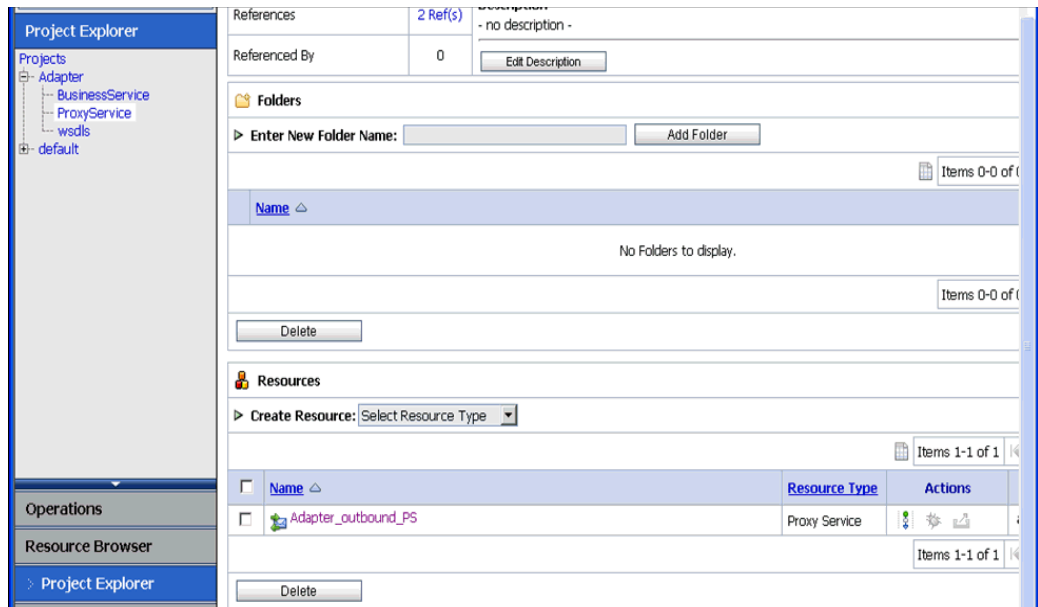 Project Explorer
Projects
Adapter
BusinessService
ProxyService
wsdls
default
Operations
Resource Browser
Project Explorer
References 2 Ref(s)
Description
- no description -
Referenced By 0
Edit Description
Folders
Enter New Folder Name: Add Folder
Items 0-0 of
Name
No Folders to display.
Items 0-0 of
Delete
Resources
Create Resource: Select Resource Type
Items 1-1 of 1
Name Resource Type Actions
Adapter_outbound_PS Proxy Service
Items 1-1 of 1
Delete